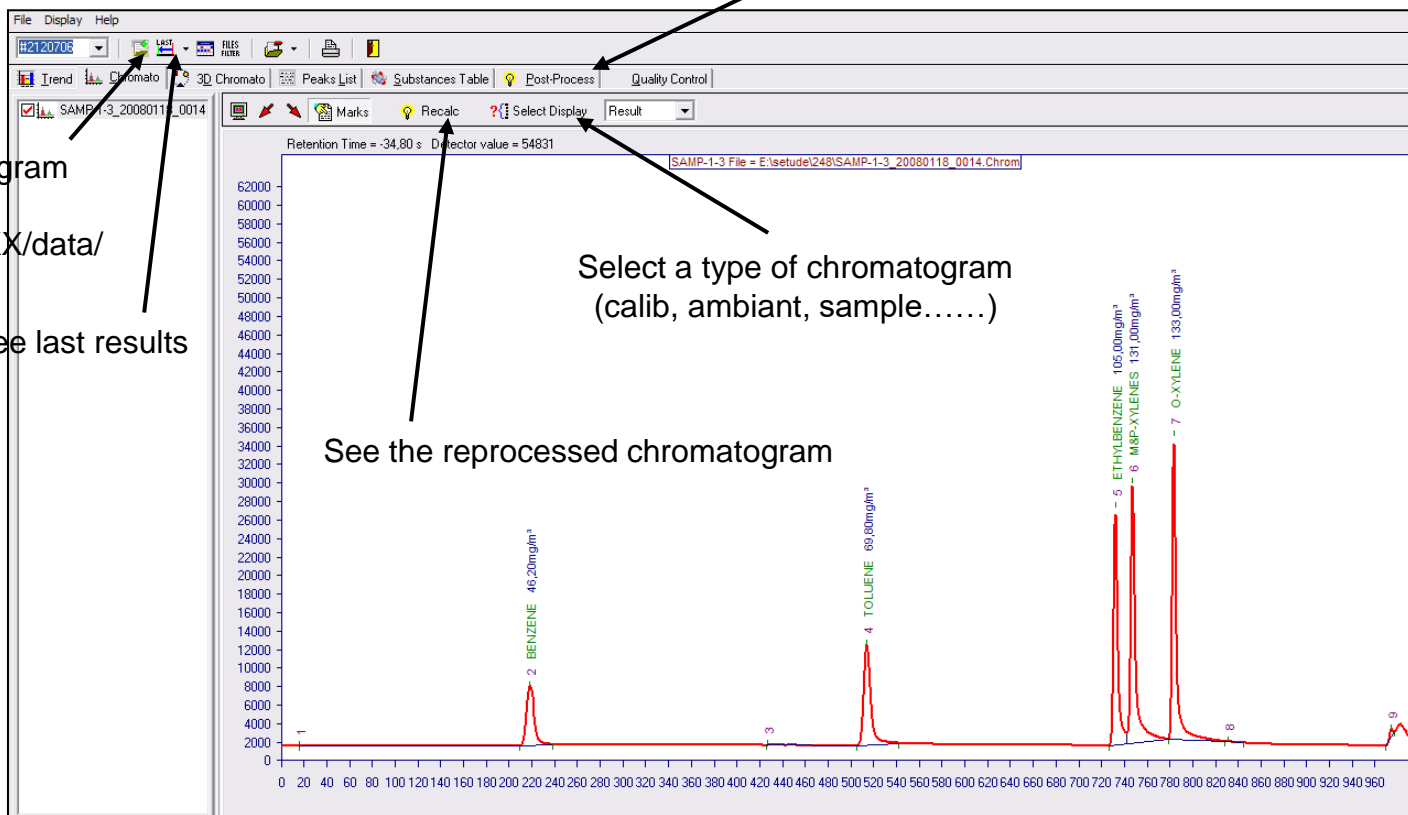 File Display Help
#2120706 LAST FILES FILTER
Trend Chromato 3D Chromato Peaks List Substances Table Post-Process Quality Control
SAMP-1-3_20080118_0014
Marks Recalc ?{ Select Display Result
Retention Time = -34,80 s Detector value = 54831
SAMP-1-3 File = E:\setude\248\SAMP-1-3_20080118_0014.Chrom
gram
X/data/
ee last results
Select a type of chromatogram
(calib, ambiant, sample……)
See the reprocessed chromatogram
62000
60000
58000
56000
54000
52000
50000
48000
46000
44000
42000
40000
38000
36000
34000
32000
30000
28000
26000
24000
22000
20000
18000
16000
14000
12000
10000
8000
6000
4000
2000
0
1
2 BENZENE 46,20mg/m³
3
4 TOLUENE 69,80mg/m³
5 ETHYLBENZENE 105,00mg/m³
6 M&P-XYLENES 131,00mg/m³
7 O-XYLENE 133,00mg/m³
8
9
0 20 40 60 80 100 120 140 160 180 200 220 240 260 280 300 320 340 360 380 400 420 440 460 480 500 520 540 560 580 600 620 640 660 680 700 720 740 760 780 800 820 840 860 880 900 920 940 960